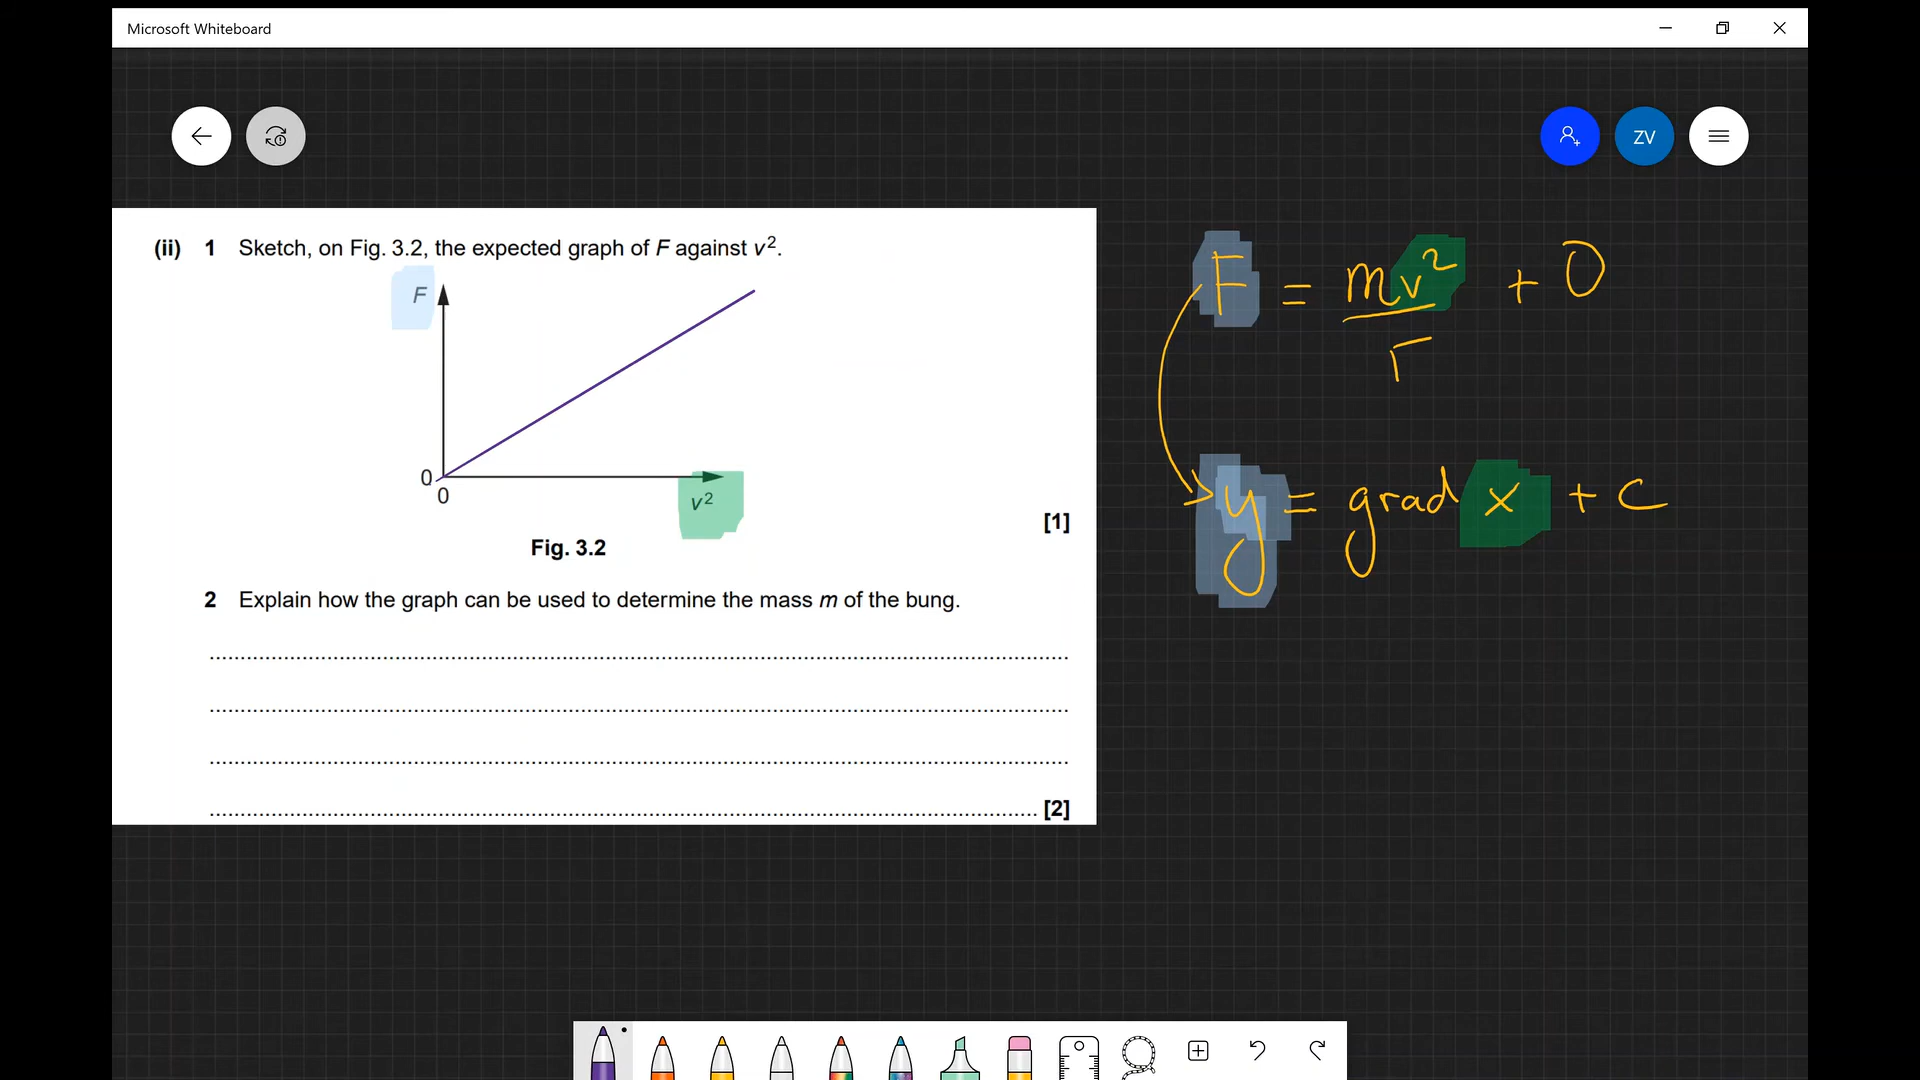 Microsoft Whiteboard
ZV
(ii) 1 Sketch, on Fig. 3.2, the expected graph of F against v².
F
0
0
v²
[1]
Fig. 3.2
2 Explain how the graph can be used to determine the mass m of the bung.
........................................................................
........................................................................
........................................................................
........................................................................ [2]
F = mv²/r + 0
y = grad x + c